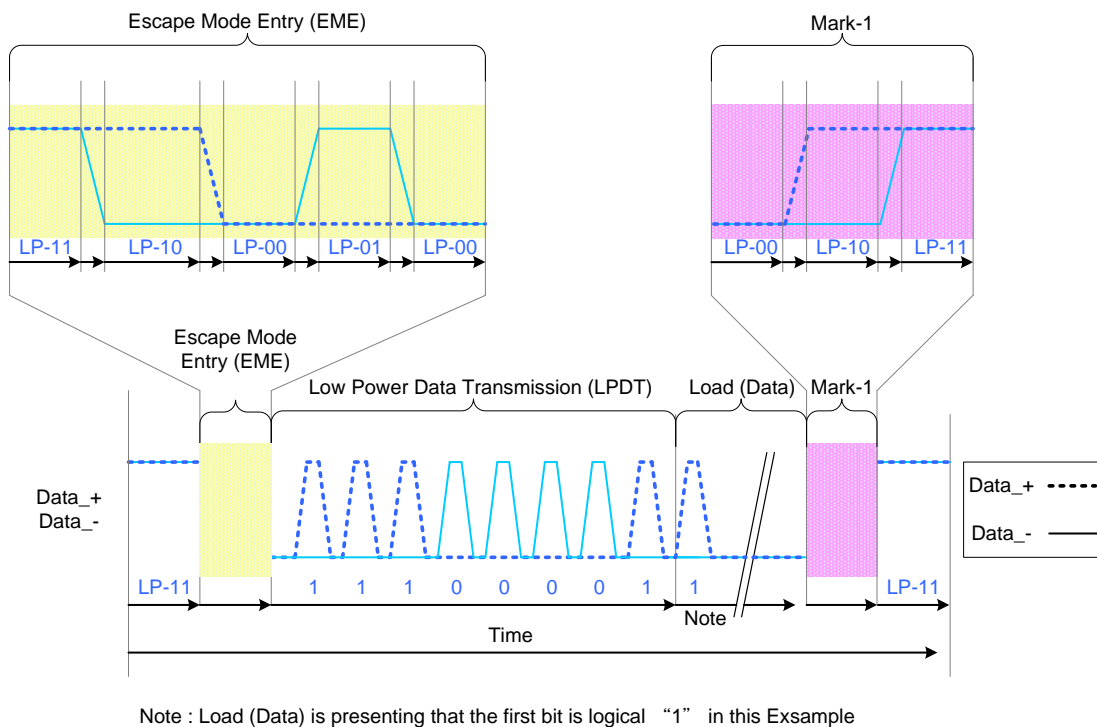 Escape Mode Entry (EME)
Mark-1
LP-11 LP-10 LP-00 LP-01 LP-00
LP-00 LP-10 LP-11
Escape Mode
Entry (EME)
Low Power Data Transmission (LPDT)
Load (Data)
Mark-1
Data_+
Data_-
Data_+
Data_-
LP-11
1 1 1 0 0 0 0 1 1
LP-11
Note
Time
Note : Load (Data) is presenting that the first bit is logical “1” in this Exsample